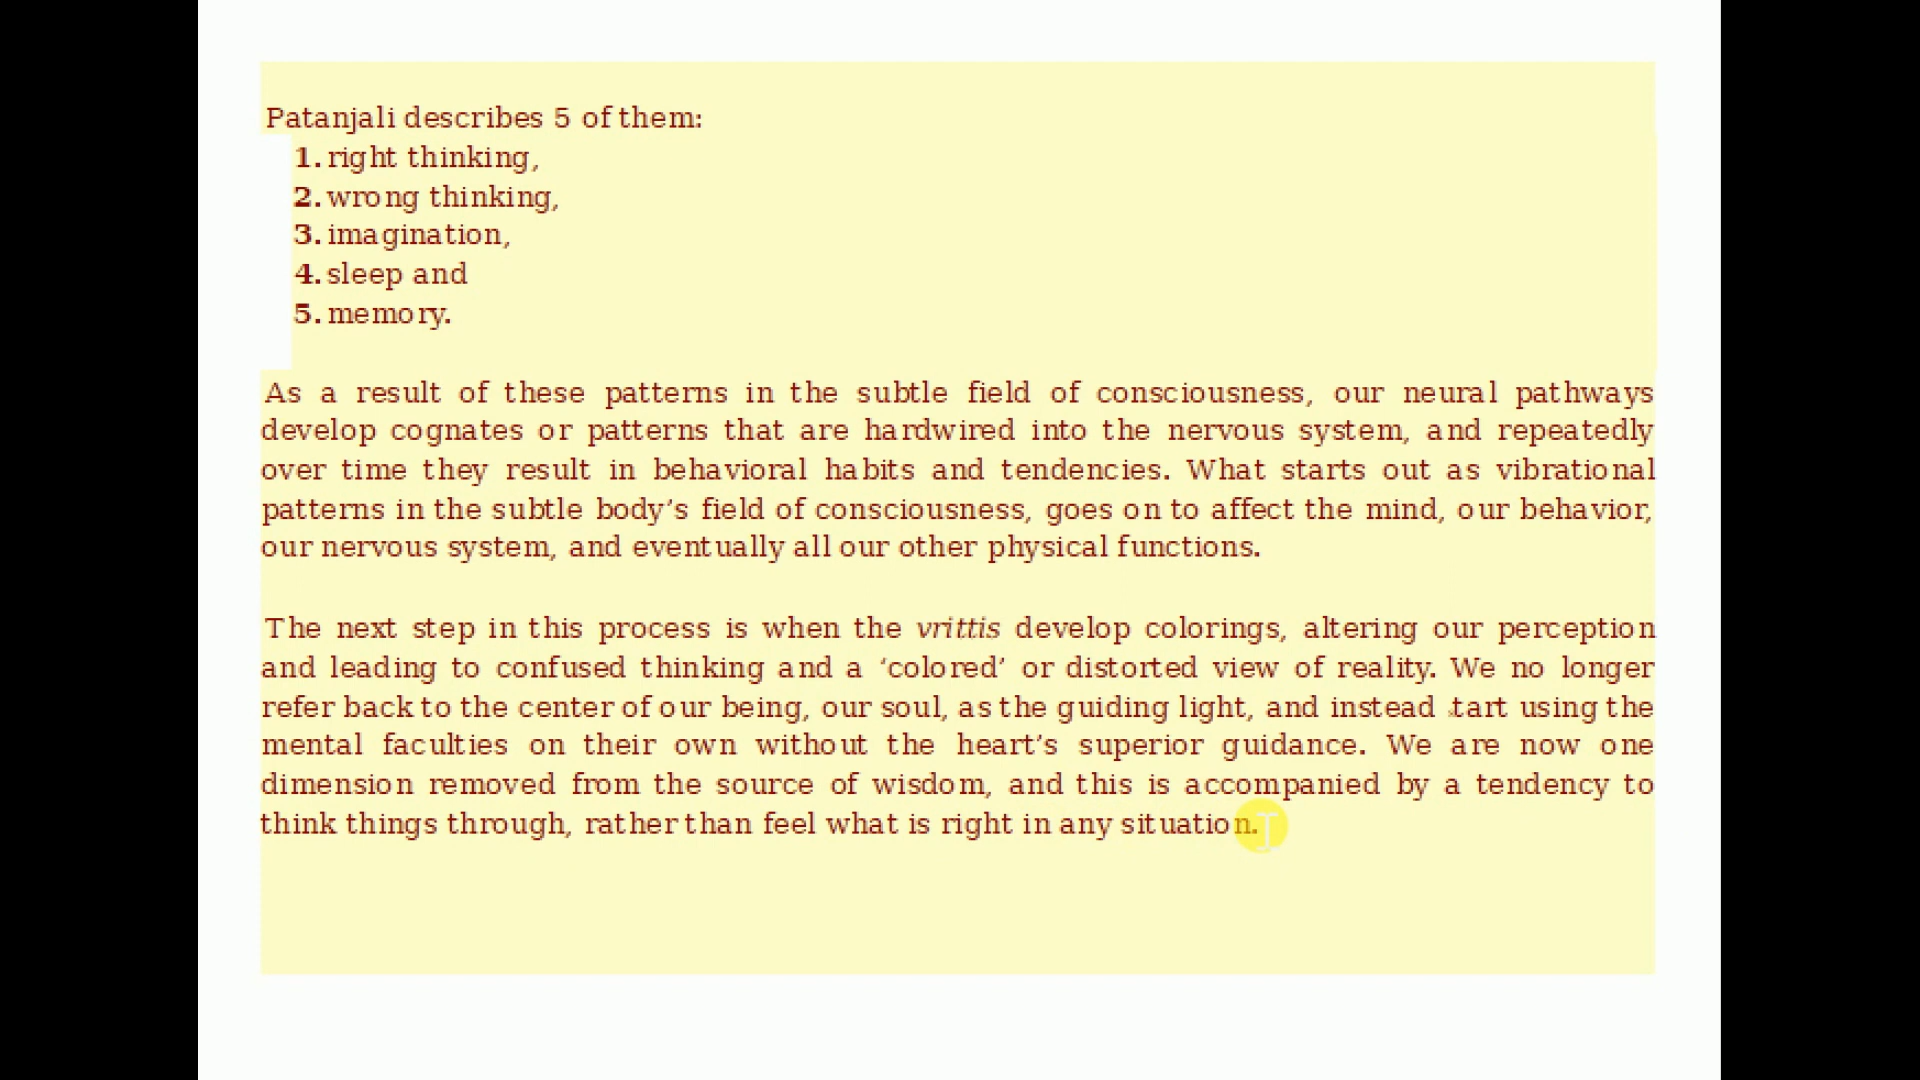 Patanjali describes 5 of them:
1. right thinking,
2. wrong thinking,
3. imagination,
4. sleep and
5. memory.
As a result of these patterns in the subtle field of consciousness, our neural pathways
develop cognates or patterns that are hardwired into the nervous system, and repeatedly
over time they result in behavioral habits and tendencies. What starts out as vibrational
patterns in the subtle body’s field of consciousness, goes on to affect the mind, our behavior,
our nervous system, and eventually all our other physical functions.
The next step in this process is when the vrittis develop colorings, altering our perception
and leading to confused thinking and a ‘colored’ or distorted view of reality. We no longer
refer back to the center of our being, our soul, as the guiding light, and instead start using the
mental faculties on their own without the heart’s superior guidance. We are now one
dimension removed from the source of wisdom, and this is accompanied by a tendency to
think things through, rather than feel what is right in any situation.